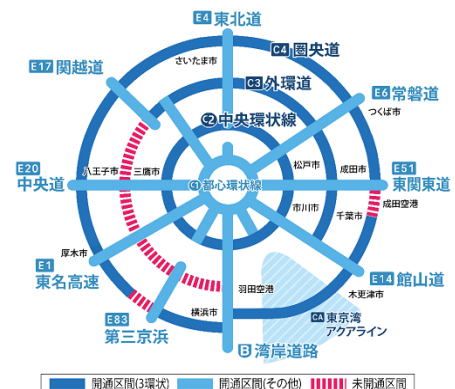 E4 東北道
C4 圏央道
さいたま市
E17 関越道
C3 外環道
E6 常磐道
つくば市
C2 中央環状線
E20
中央道
八王子市
三鷹市
松戸市
成田市
E51
東関東道
C1 都心環状線
市川市
千葉市
成田空港
厚木市
E1
東名高速
羽田空港
E14 館山道
木更津市
E83
第三京浜
横浜市
CA 東京湾
アクアライン
B 湾岸道路
開通区間(3環状)
開通区間(その他)
未開通区間